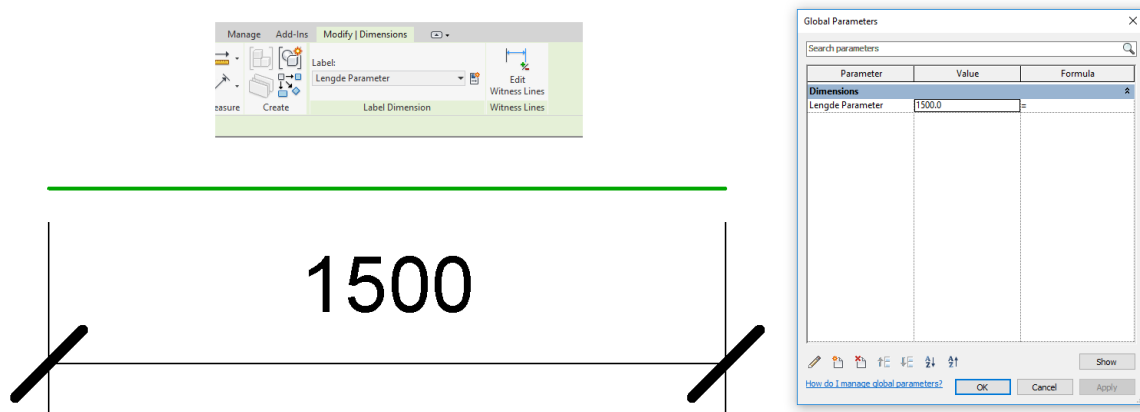 Manage Add-Ins Modify | Dimensions
Label:
Lengde Parameter
Edit
Witness Lines
easure Create Label Dimension Witness Lines
1500
Global Parameters
Search parameters
Parameter Value Formula
Dimensions
Lengde Parameter 1500.0 =
Show
How do I manage global parameters? OK Cancel Apply